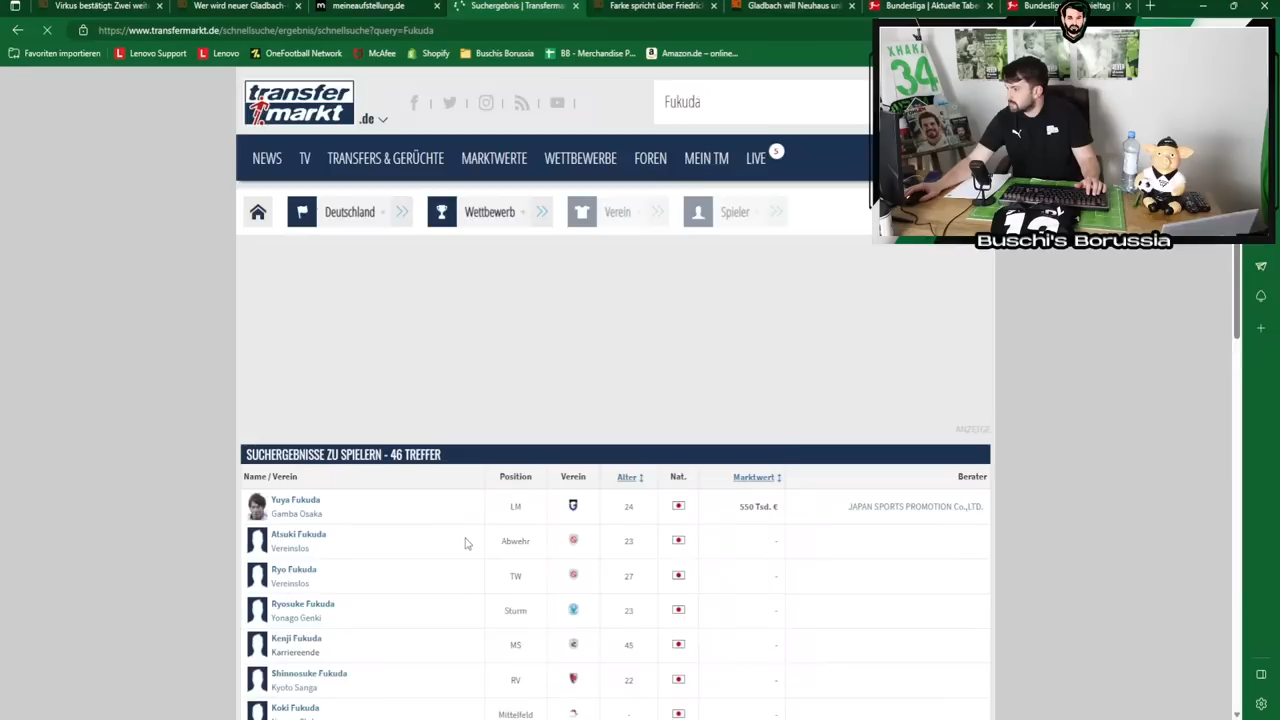 Virkus bestätigt - Zwei we
Wer wird neuer Gladbach-
meineaufstellung.de
Suchergebnis | Transferma
Farke spricht über Friedric
Gladbach will Neuhaus un
Bundesliga | Aktuelle Tabe
https://www.transfermarkt.de/schnellsuche/ergebnis/schnellsuche?query=Fukuda
Favoriten importieren
Lenovo Support
Lenovo
OneFootball Network
McAfee
Shopify
Buschis Borussia
BB - Merchandise P...
Amazon.de – online...
transfer
markt
.de
Fukuda
NEWS
TV
TRANSFERS & GERÜCHTE
MARKTWERTE
WETTBEWERBE
FOREN
MEIN TM
LIVE
5
Deutschland
Wettbewerb
Verein
Spieler
XHAKA
34
Buschi's Borussia
ANZEIGE
SUCHERGEBNISSE ZU SPIELERN - 46 TREFFER
Name / Verein Position Verein Alter Nat. Marktwert Berater
Yuya Fukuda
Gamba Osaka
LM 24 550 Tsd. € JAPAN SPORTS PROMOTION Co.,LTD.
Atsuki Fukuda
Vereinslos
Abwehr 23 -
Ryo Fukuda
Vereinslos
TW 27 -
Ryosuke Fukuda
Yonago Genki
Sturm 23 -
Kenji Fukuda
Karriereende
MS 45 -
Shinnosuke Fukuda
Kyoto Sanga
RV 22 -
Koki Fukuda
Mittelfeld - -